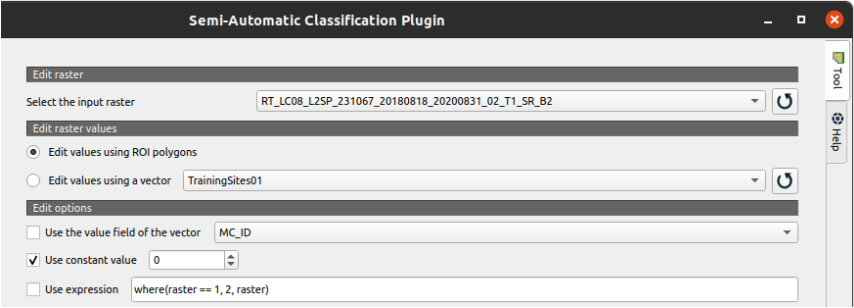 Semi-Automatic Classification Plugin
Tool
Help
Edit raster
Select the input raster RT_LC08_L2SP_231067_20180818_20200831_02_T1_SR_B2
Edit raster values
Edit values using ROI polygons
Edit values using a vector TrainingSites01
Edit options
Use the value field of the vector MC_ID
Use constant value 0
Use expression where(raster == 1, 2, raster)